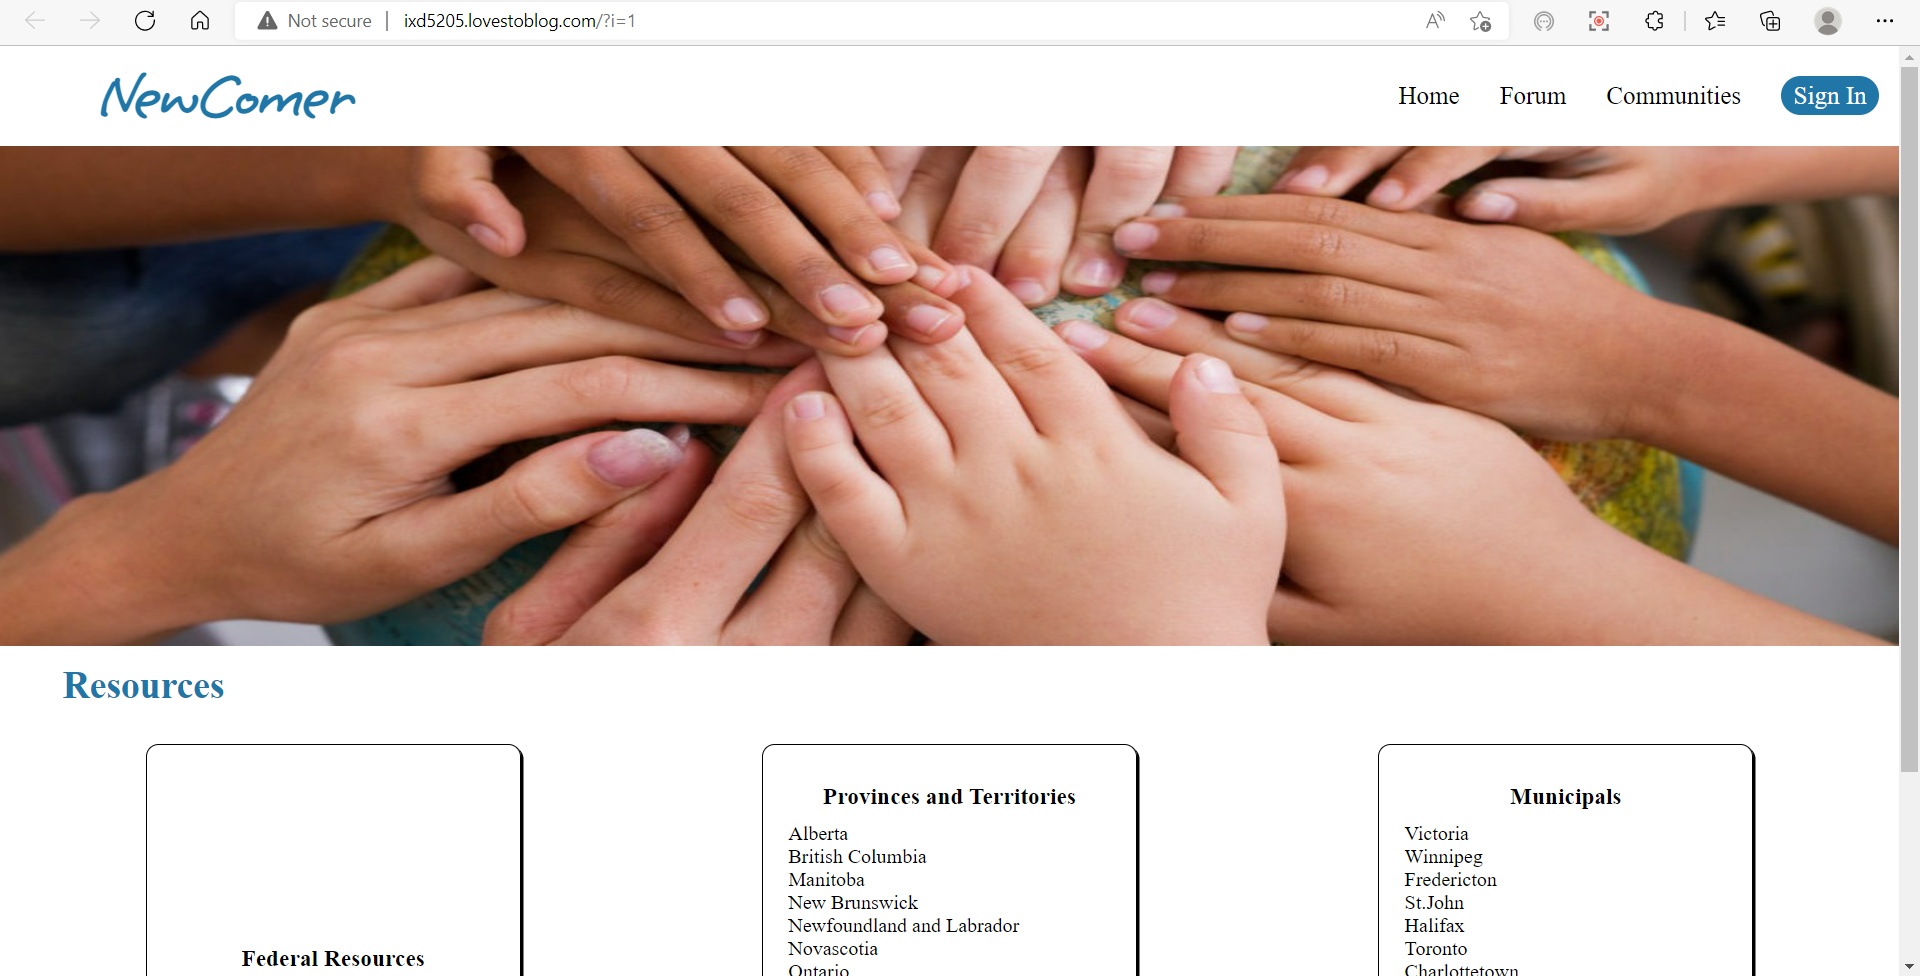 Not secure | ixd5205.lovestoblog.com/?i=1
NewComer
Home Forum Communities Sign In
Resources
Federal Resources
Provinces and Territories
Alberta
British Columbia
Manitoba
New Brunswick
Newfoundland and Labrador
Novascotia
Ontario
Municipals
Victoria
Winnipeg
Fredericton
St.John
Halifax
Toronto
Charlottetown